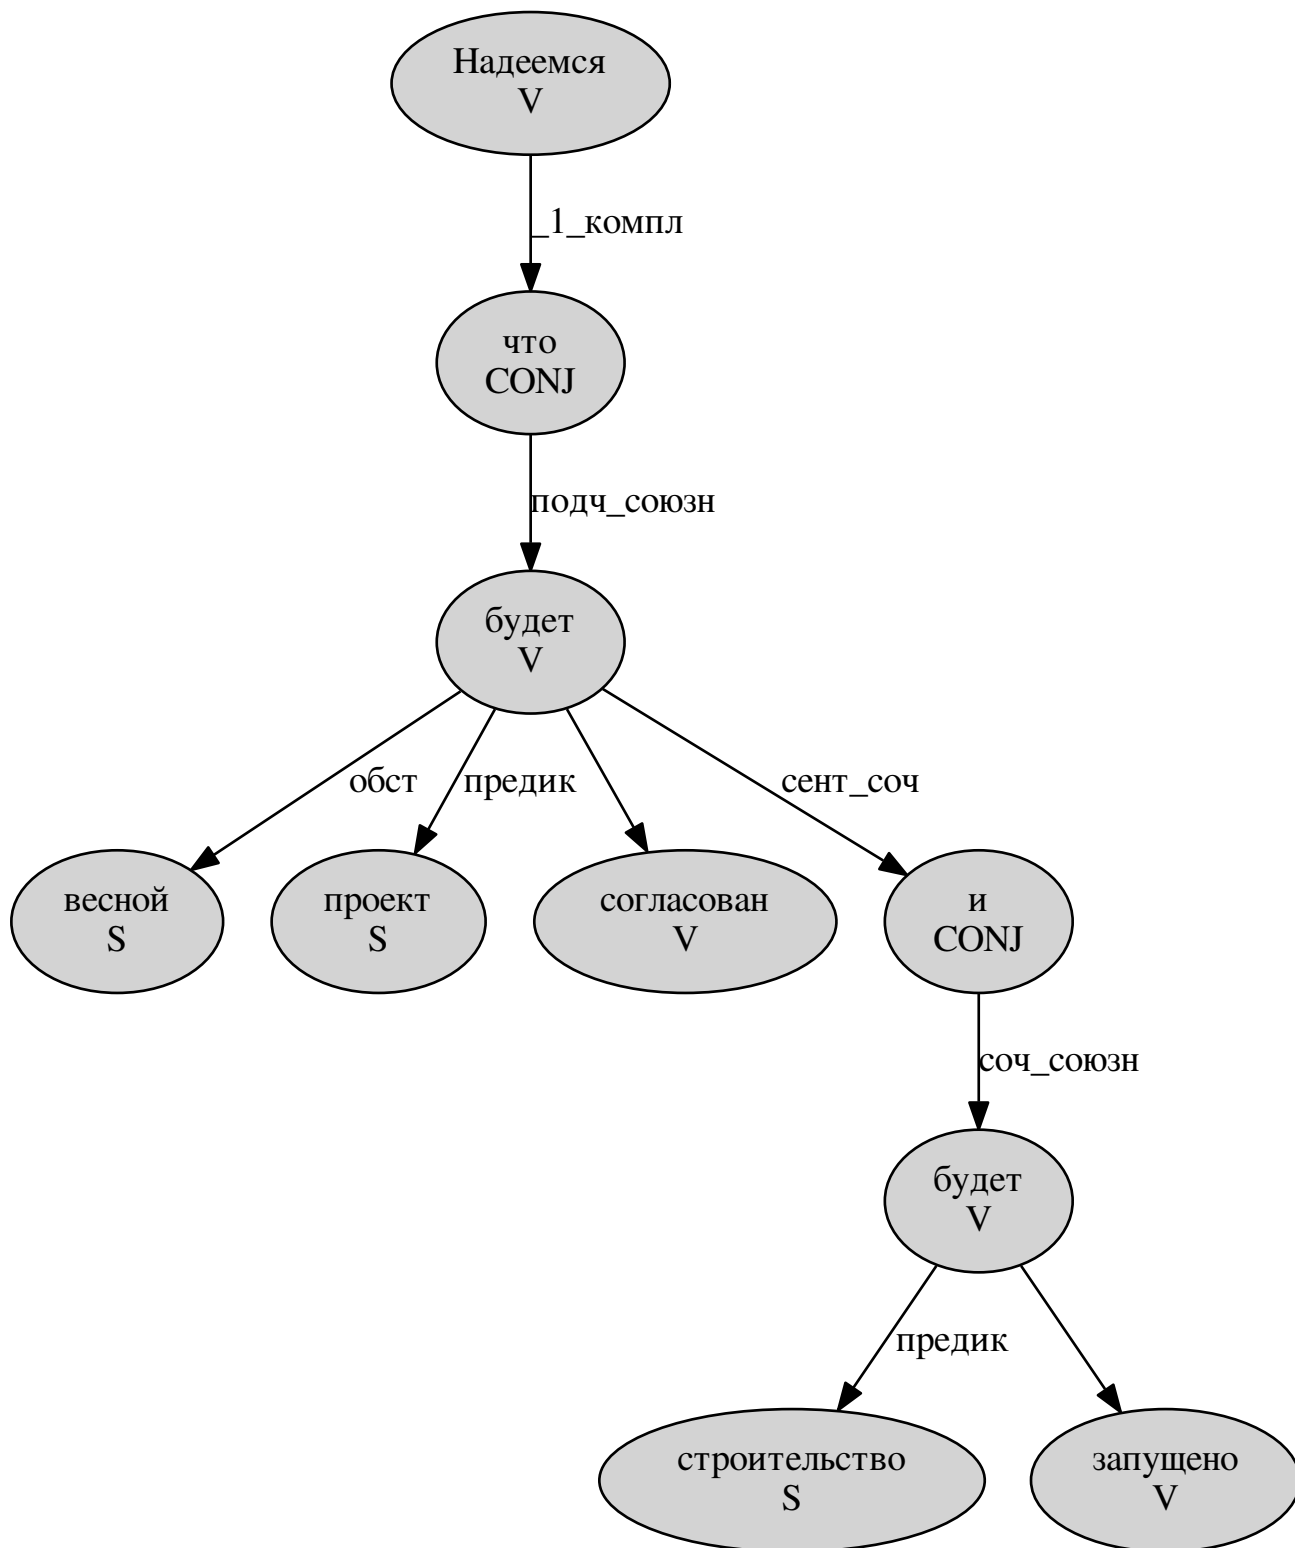 Надеемся
V
_1_компл
что
CONJ
подч_союзн
будет
V
обст
предик
сент_соч
весной
S
проект
S
согласован
V
и
CONJ
соч_союзн
будет
V
предик
строительство
S
запущено
V